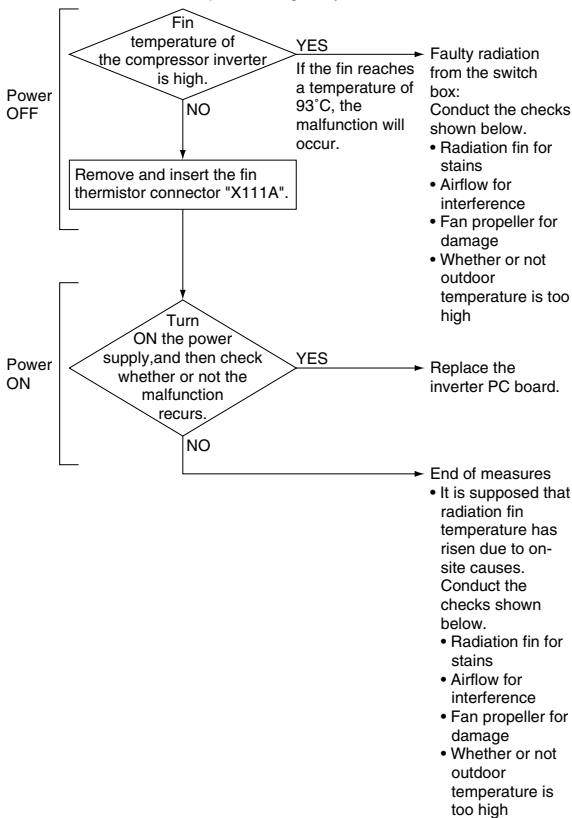 Fin
temperature of
the compressor inverter
is high.
YES
If the fin reaches
a temperature of
93˚C, the
malfunction will
occur.
Faulty radiation
from the switch
box:
Conduct the checks
shown below.
• Radiation fin for
stains
• Airflow for
interference
• Fan propeller for
damage
• Whether or not
outdoor
temperature is too
high
Power
OFF
NO
Remove and insert the fin
thermistor connector "X111A".
Power
ON
Turn
ON the power
supply,and then check
whether or not the
malfunction
recurs.
YES
Replace the
inverter PC board.
NO
End of measures
• It is supposed that
radiation fin
temperature has
risen due to on-
site causes.
Conduct the
checks shown
below.
• Radiation fin for
stains
• Airflow for
interference
• Fan propeller for
damage
• Whether or not
outdoor
temperature is
too high